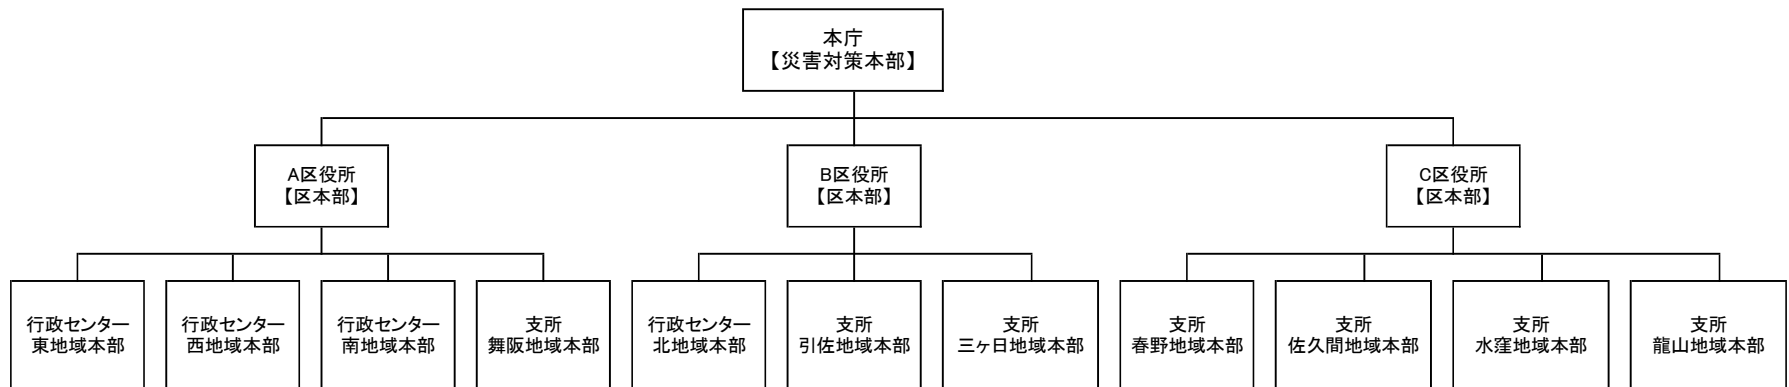 本庁
【災害対策本部】
A区役所
【区本部】
B区役所
【区本部】
C区役所
【区本部】
行政センター
東地域本部
行政センター
西地域本部
行政センター
南地域本部
支所
舞阪地域本部
行政センター
北地域本部
支所
引佐地域本部
支所
三ヶ日地域本部
支所
春野地域本部
支所
佐久間地域本部
支所
水窪地域本部
支所
龍山地域本部